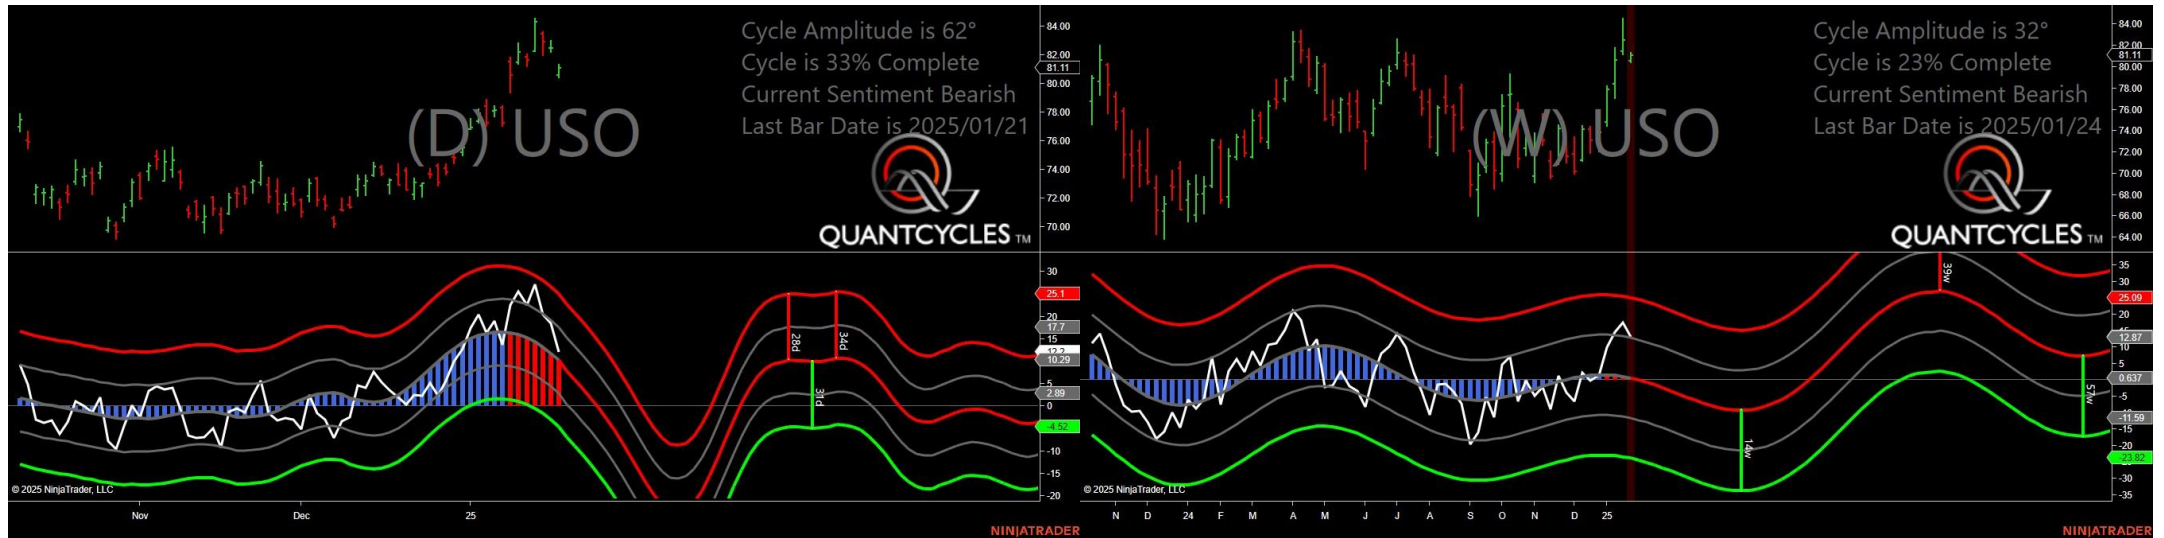 Cycle Amplitude is 62°
Cycle is 33% Complete
Current Sentiment Bearish
Last Bar Date is 2025/01/21
(D) USO
QUANTCYCLES TM
84.00
82.00
81.11
80.00
78.00
76.00
74.00
72.00
70.00
30
25.1
20
17.7
15
12.2
10.29
5
2.89
0
-4.52
-10
-15
-20
28d
34d
31d
© 2025 NinjaTrader, LLC
Nov
Dec
25
NINJATRADER
Cycle Amplitude is 32°
Cycle is 23% Complete
Current Sentiment Bearish
Last Bar Date is 2025/01/24
(W) USO
QUANTCYCLES TM
84.00
82.00
81.11
80.00
78.00
76.00
74.00
72.00
70.00
68.00
66.00
64.00
35
30
25.09
20
12.87
10
5
0.637
-5
-11.59
-15
-20
-23.82
-30
-35
39w
14w
57w
© 2025 NinjaTrader, LLC
N D 24 F M A M J J A S O N D 25
NINJATRADER